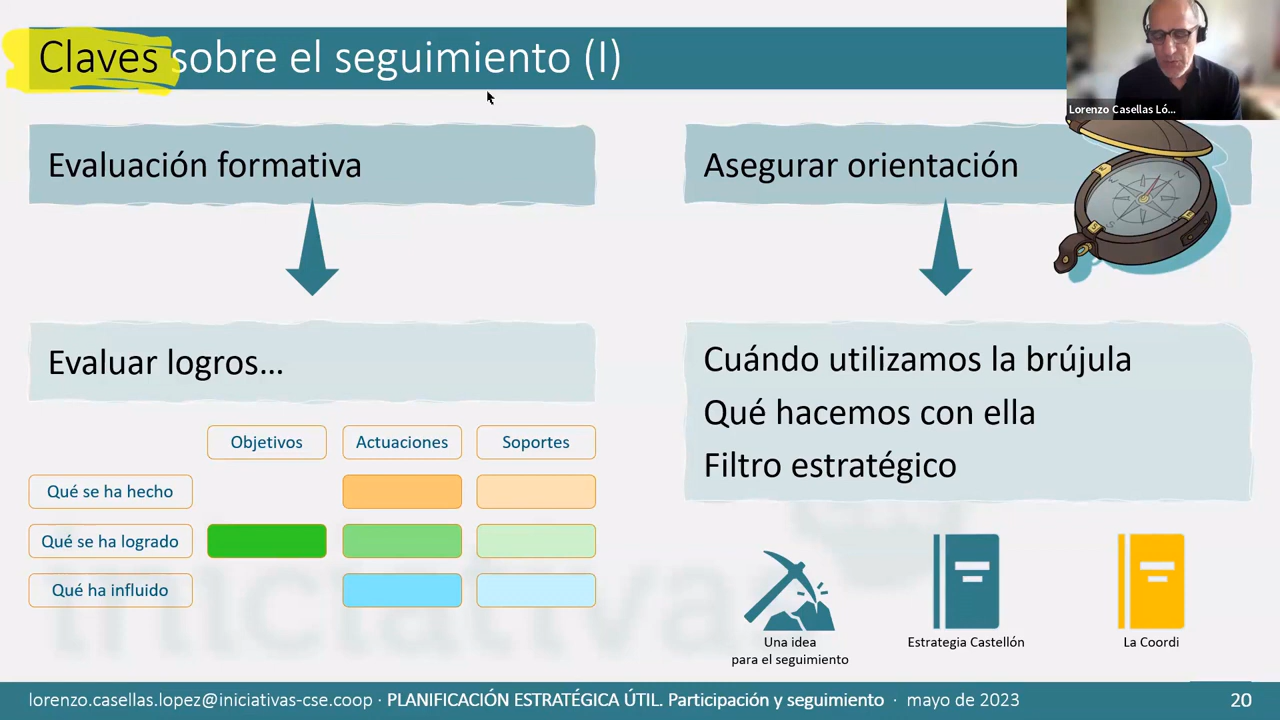 Claves sobre el seguimiento (I)
Lorenzo Casellas Ló...
Evaluación formativa
Asegurar orientación
Evaluar logros...
Cuándo utilizamos la brújula
Qué hacemos con ella
Filtro estratégico
Objetivos
Actuaciones
Soportes
Qué se ha hecho
Qué se ha logrado
Qué ha influido
Una idea
para el seguimiento
Estrategia Castellón
La Coordi
iniciativas
lorenzo.casellas.lopez@iniciativas-cse.coop · PLANIFICACIÓN ESTRATÉGICA ÚTIL. Participación y seguimiento · mayo de 2023
20